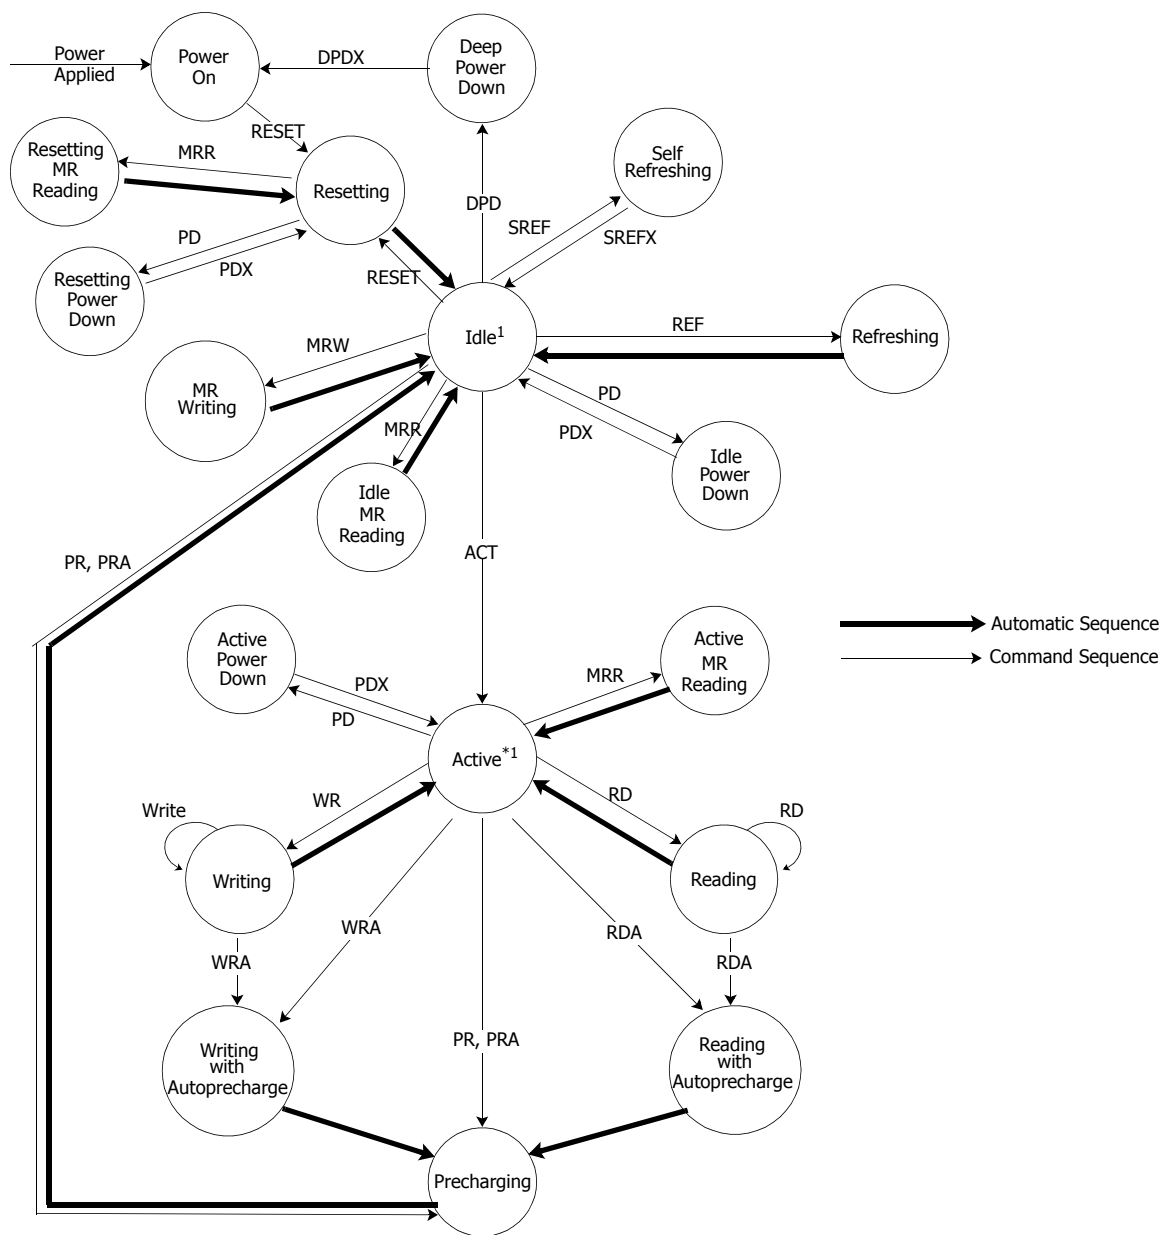 Power
Applied
Power
On
DPDX
Deep
Power
Down
RESET
Resetting
MR
Reading
MRR
Resetting
Self
Refreshing
DPD
SREF
SREFX
PD
PDX
Resetting
Power
Down
RESET
Idle1
REF
Refreshing
MRW
MR
Writing
PD
PDX
MRR
Idle
MR
Reading
Idle
Power
Down
PR, PRA
ACT
Automatic Sequence
Command Sequence
Active
Power
Down
PDX
PD
MRR
Active
MR
Reading
Active*1
WR
RD
Write
RD
Writing
Reading
WRA
WRA
RDA
RDA
PR, PRA
Writing
with
Autoprecharge
Reading
with
Autoprecharge
Precharging